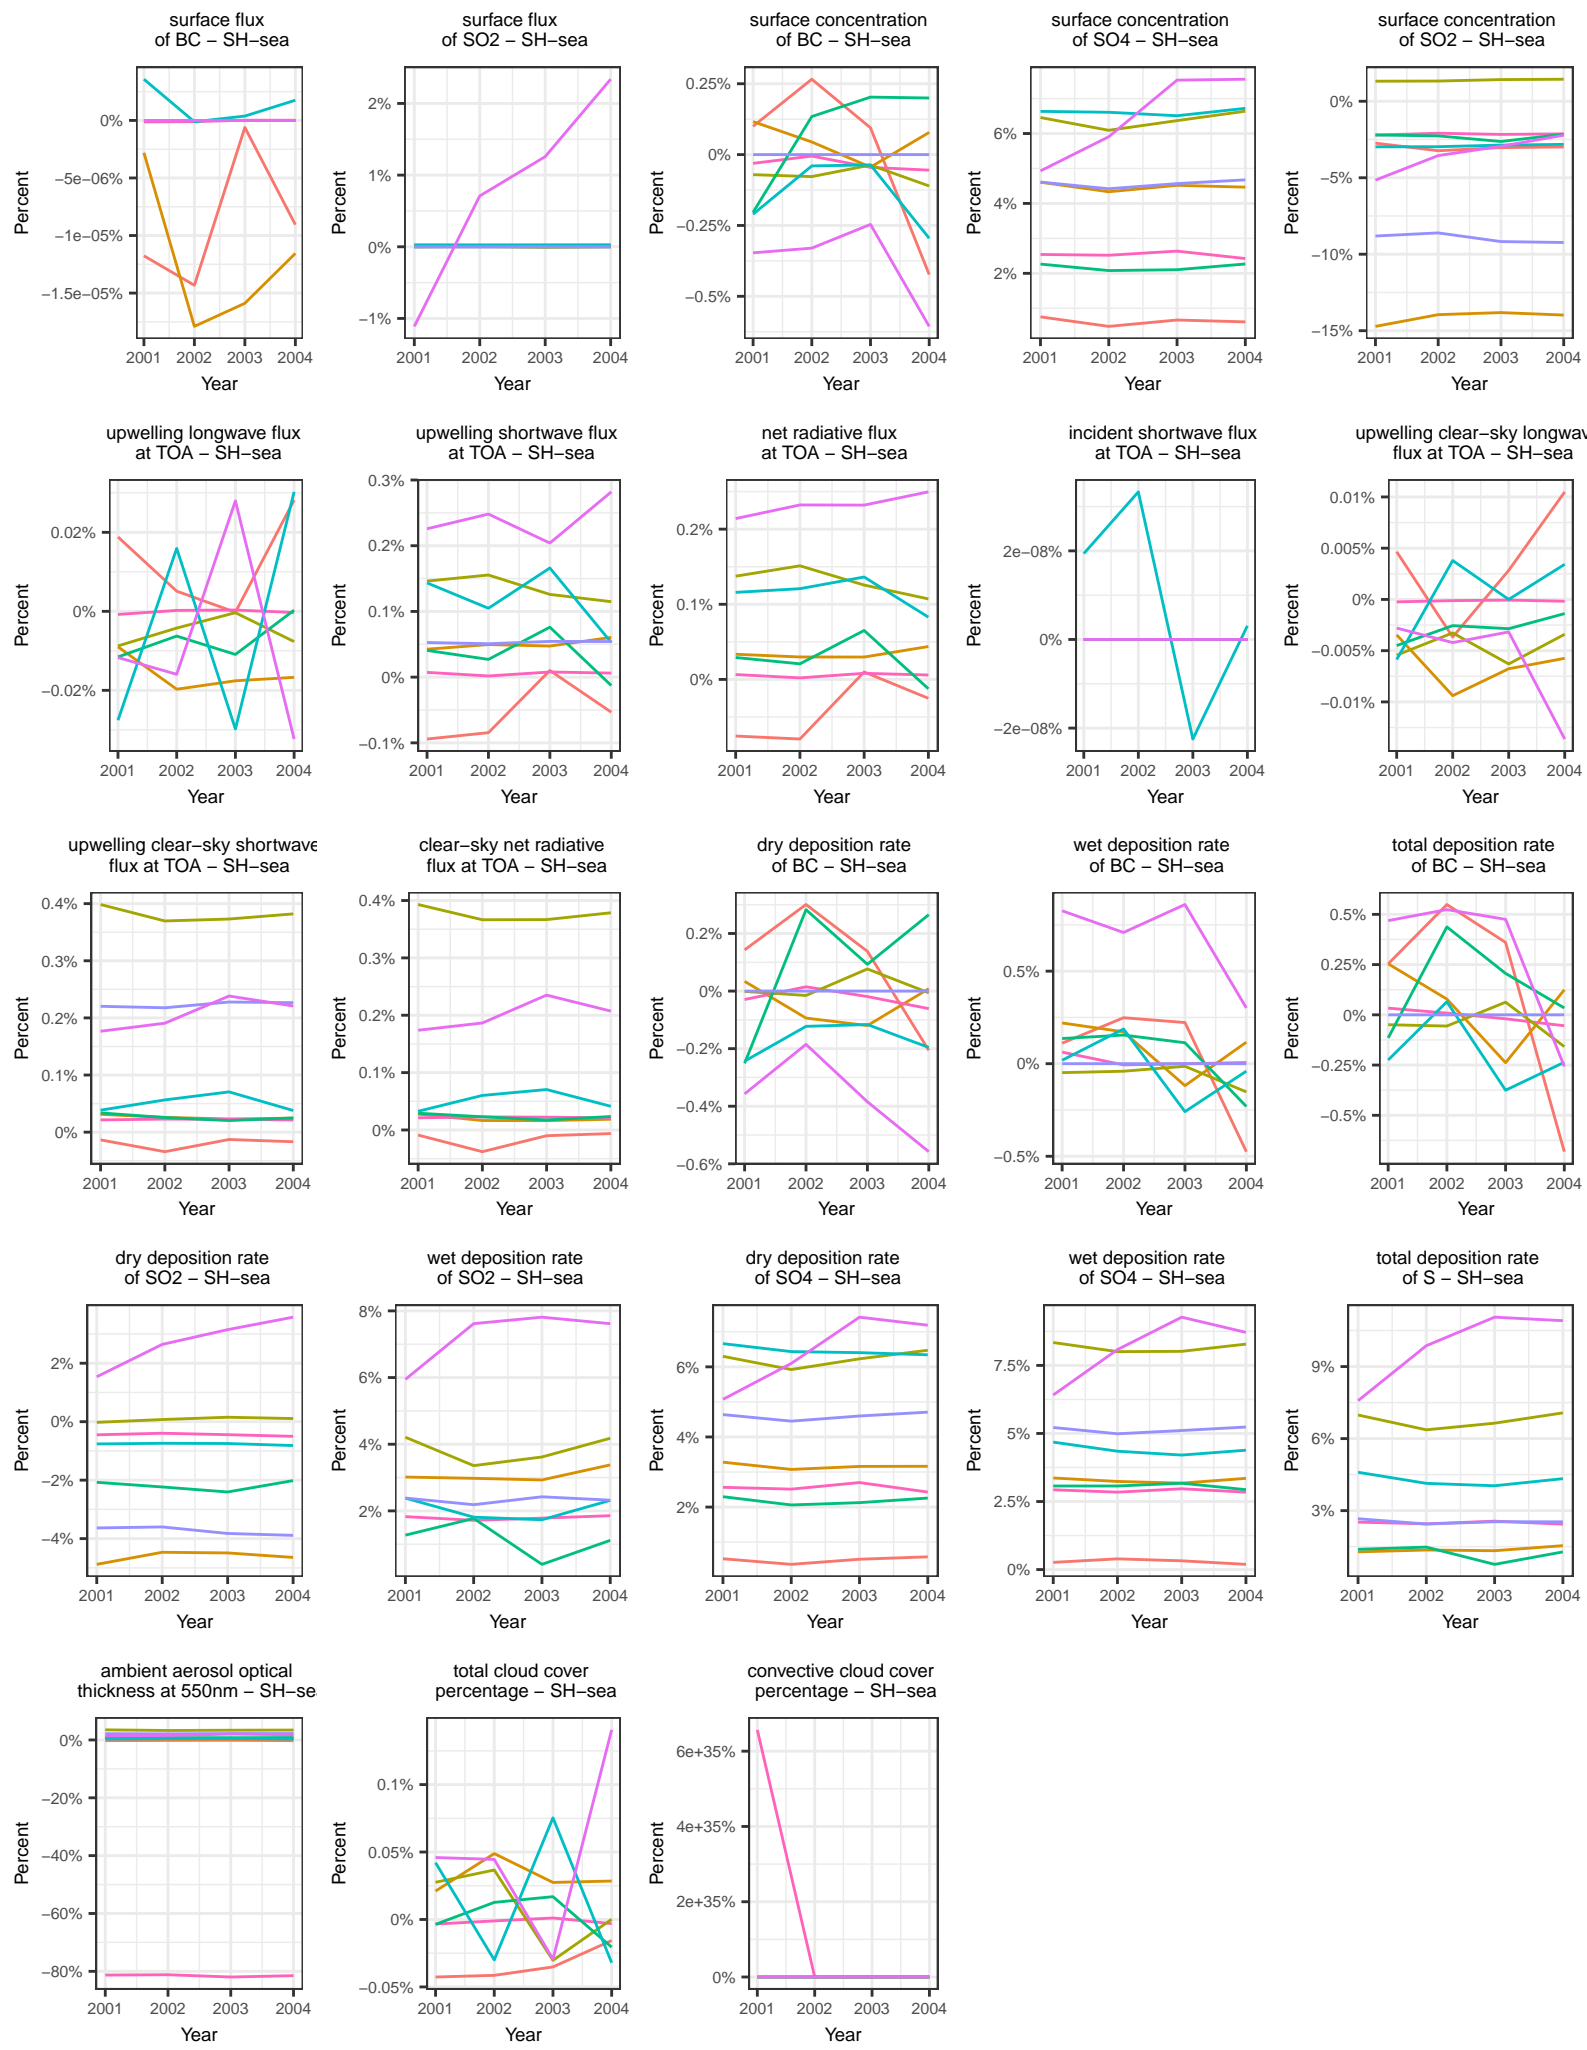 surface flux
of BC − SH−sea
surface flux
of SO2 − SH−sea
surface concentration
of BC − SH−sea
surface concentration
of SO4 − SH−sea
surface concentration
of SO2 − SH−sea
Percent
0%
−5e−06%
−1e−05%
−1.5e−05%
2001 2002 2003 2004
Year
Percent
2%
1%
0%
−1%
2001 2002 2003 2004
Year
Percent
0.25%
0%
−0.25%
−0.5%
2001 2002 2003 2004
Year
Percent
6%
4%
2%
2001 2002 2003 2004
Year
Percent
0%
−5%
−10%
−15%
2001 2002 2003 2004
Year
upwelling longwave flux
at TOA − SH−sea
upwelling shortwave flux
at TOA − SH−sea
net radiative flux
at TOA − SH−sea
incident shortwave flux
at TOA − SH−sea
upwelling clear−sky longwav
flux at TOA − SH−sea
Percent
0.02%
0%
−0.02%
2001 2002 2003 2004
Year
Percent
0.3%
0.2%
0.1%
0%
−0.1%
2001 2002 2003 2004
Year
Percent
0.2%
0.1%
0%
2001 2002 2003 2004
Year
Percent
2e−08%
0%
−2e−08%
2001 2002 2003 2004
Year
Percent
0.01%
0.005%
0%
−0.005%
−0.01%
2001 2002 2003 2004
Year
upwelling clear−sky shortwave
flux at TOA − SH−sea
clear−sky net radiative
flux at TOA − SH−sea
dry deposition rate
of BC − SH−sea
wet deposition rate
of BC − SH−sea
total deposition rate
of BC − SH−sea
Percent
0.4%
0.3%
0.2%
0.1%
0%
2001 2002 2003 2004
Year
Percent
0.4%
0.3%
0.2%
0.1%
0%
2001 2002 2003 2004
Year
Percent
0.2%
0%
−0.2%
−0.4%
−0.6%
2001 2002 2003 2004
Year
Percent
0.5%
0%
−0.5%
2001 2002 2003 2004
Year
Percent
0.5%
0.25%
0%
−0.25%
−0.5%
2001 2002 2003 2004
Year
dry deposition rate
of SO2 − SH−sea
wet deposition rate
of SO2 − SH−sea
dry deposition rate
of SO4 − SH−sea
wet deposition rate
of SO4 − SH−sea
total deposition rate
of S − SH−sea
Percent
2%
0%
−2%
−4%
2001 2002 2003 2004
Year
Percent
8%
6%
4%
2%
2001 2002 2003 2004
Year
Percent
6%
4%
2%
2001 2002 2003 2004
Year
Percent
7.5%
5%
2.5%
0%
2001 2002 2003 2004
Year
Percent
9%
6%
3%
2001 2002 2003 2004
Year
ambient aerosol optical
thickness at 550nm − SH−se
total cloud cover
percentage − SH−sea
convective cloud cover
percentage − SH−sea
Percent
0%
−20%
−40%
−60%
−80%
2001 2002 2003 2004
Year
Percent
0.1%
0.05%
0%
−0.05%
2001 2002 2003 2004
Year
Percent
6e+35%
4e+35%
2e+35%
0%
2001 2002 2003 2004
Year